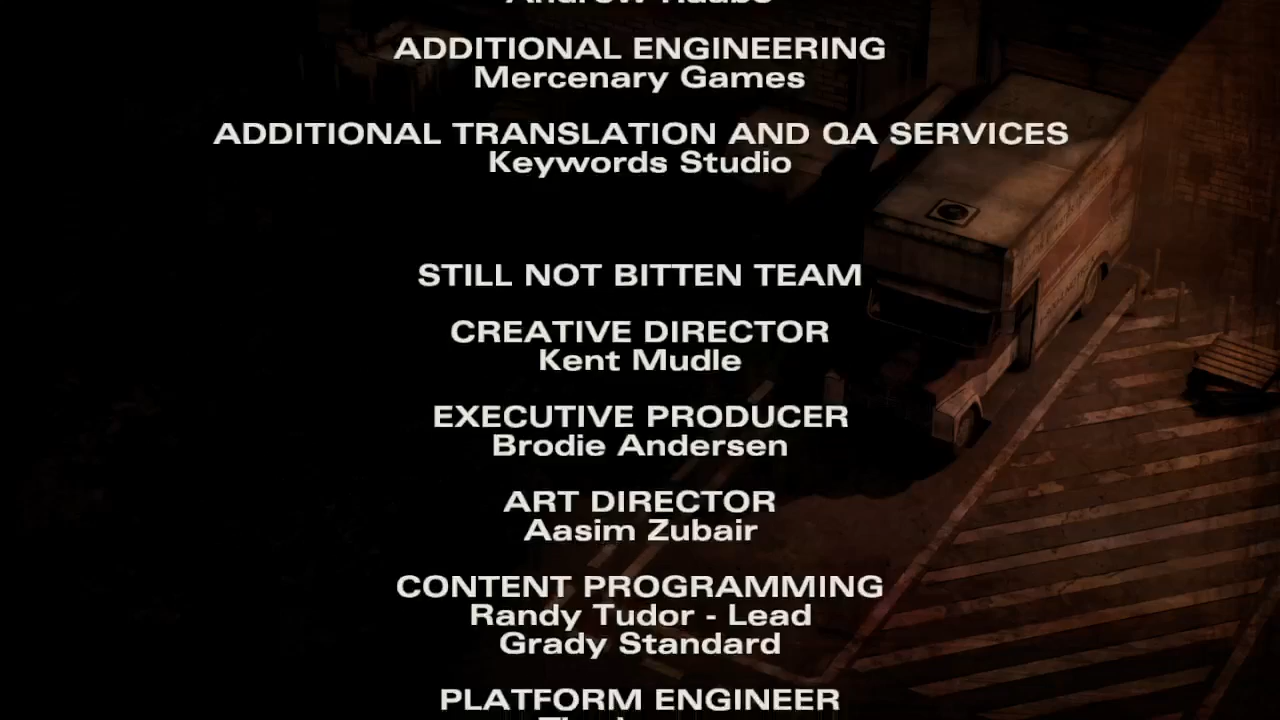 ADDITIONAL ENGINEERING
Mercenary Games
ADDITIONAL TRANSLATION AND QA SERVICES
Keywords Studio
STILL NOT BITTEN TEAM
CREATIVE DIRECTOR
Kent Mudle
EXECUTIVE PRODUCER
Brodie Andersen
ART DIRECTOR
Aasim Zubair
CONTENT PROGRAMMING
Randy Tudor - Lead
Grady Standard
PLATFORM ENGINEER